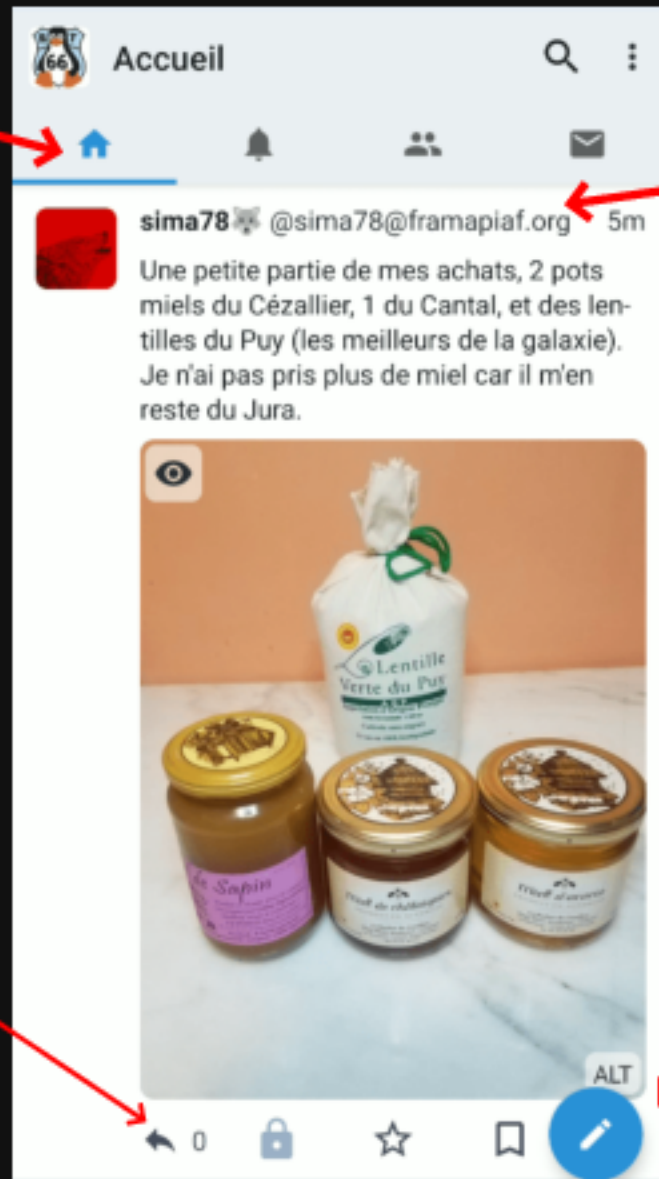 66
Accueil
sima78 @sima78@framapiaf.org 5m
Une petite partie de mes achats, 2 pots
miels du Cézallier, 1 du Cantal, et des len-
tilles du Puy (les meilleurs de la galaxie).
Je n'ai pas pris plus de miel car il m'en
reste du Jura.
Lentille
Verte du Puy
de Sapin
Miel de châtaignier
Miel d'acacia
ALT
0